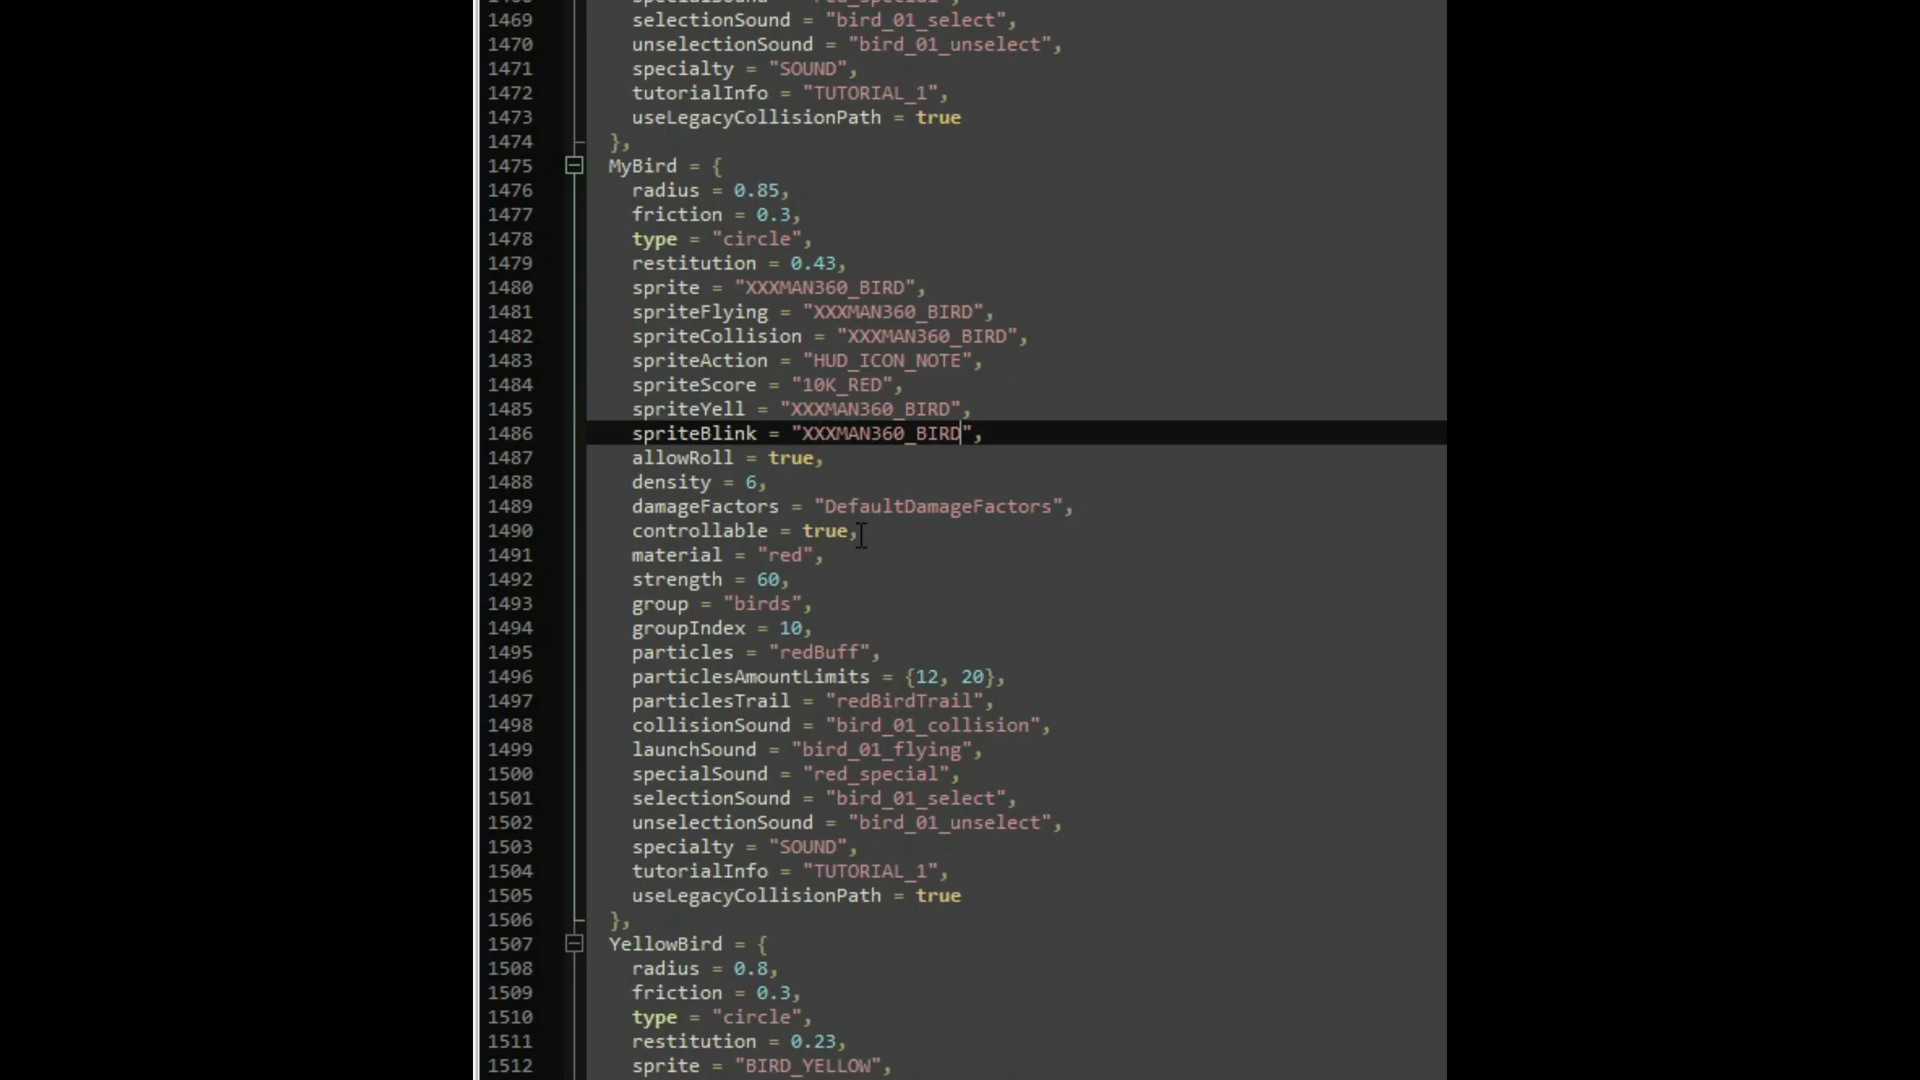 1469 selectionSound = "bird_01_select",
1470 unselectionSound = "bird_01_unselect",
1471 specialty = "SOUND",
1472 tutorialInfo = "TUTORIAL_1",
1473 useLegacyCollisionPath = true
1474 },
1475 MyBird = {
1476 radius = 0.85,
1477 friction = 0.3,
1478 type = "circle",
1479 restitution = 0.43,
1480 sprite = "XXXMAN360_BIRD",
1481 spriteFlying = "XXXMAN360_BIRD",
1482 spriteCollision = "XXXMAN360_BIRD",
1483 spriteAction = "HUD_ICON_NOTE",
1484 spriteScore = "10K_RED",
1485 spriteYell = "XXXMAN360_BIRD",
1486 spriteBlink = "XXXMAN360_BIRD",
1487 allowRoll = true,
1488 density = 6,
1489 damageFactors = "DefaultDamageFactors",
1490 controllable = true,
1491 material = "red",
1492 strength = 60,
1493 group = "birds",
1494 groupIndex = 10,
1495 particles = "redBuff",
1496 particlesAmountLimits = {12, 20},
1497 particlesTrail = "redBirdTrail",
1498 collisionSound = "bird_01_collision",
1499 launchSound = "bird_01_flying",
1500 specialSound = "red_special",
1501 selectionSound = "bird_01_select",
1502 unselectionSound = "bird_01_unselect",
1503 specialty = "SOUND",
1504 tutorialInfo = "TUTORIAL_1",
1505 useLegacyCollisionPath = true
1506 },
1507 YellowBird = {
1508 radius = 0.8,
1509 friction = 0.3,
1510 type = "circle",
1511 restitution = 0.23,
1512 sprite = "BIRD_YELLOW",